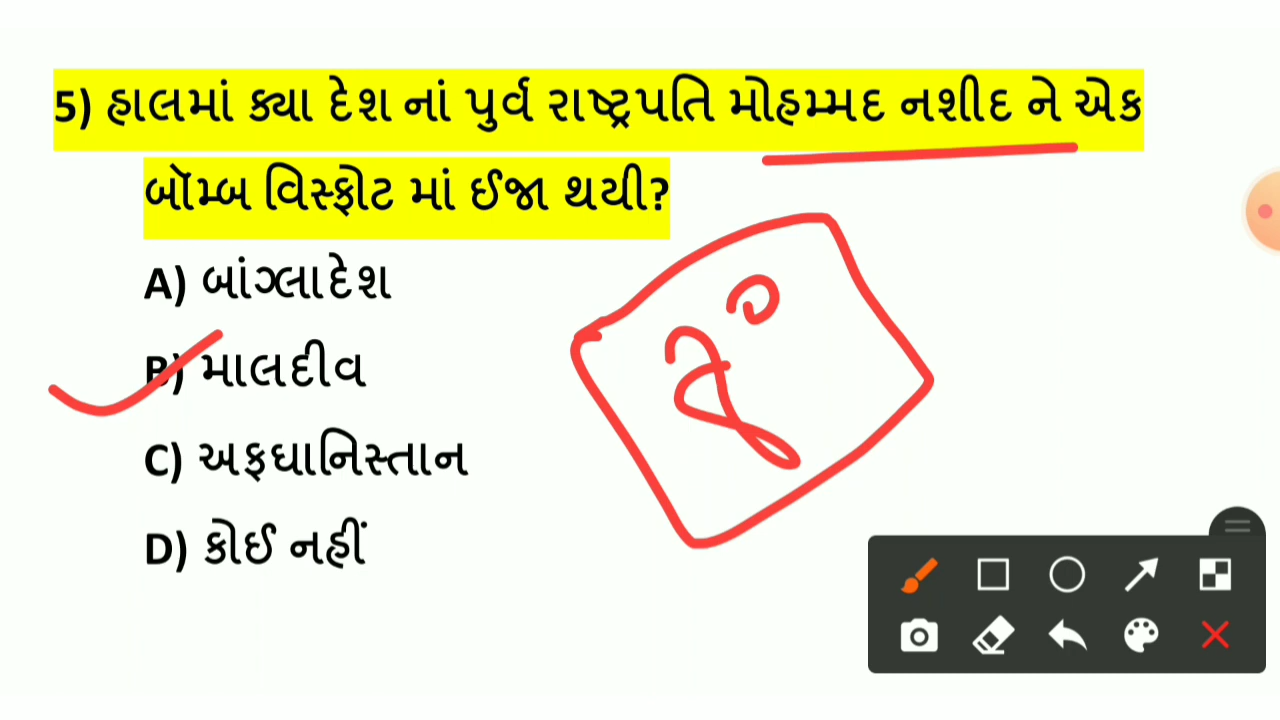 5) હાલમાં ક્યા દેશ નાં પુર્વ રાષ્ટ્રપતિ મોહમ્મદ નશીદ ને એક
બૉમ્બ વિસ્ફોટ માં ઈજા થયી?
A) બાંગ્લાદેશ
B) માલદીવ
C) અફઘાનિસ્તાન
D) કોઈ નહીં